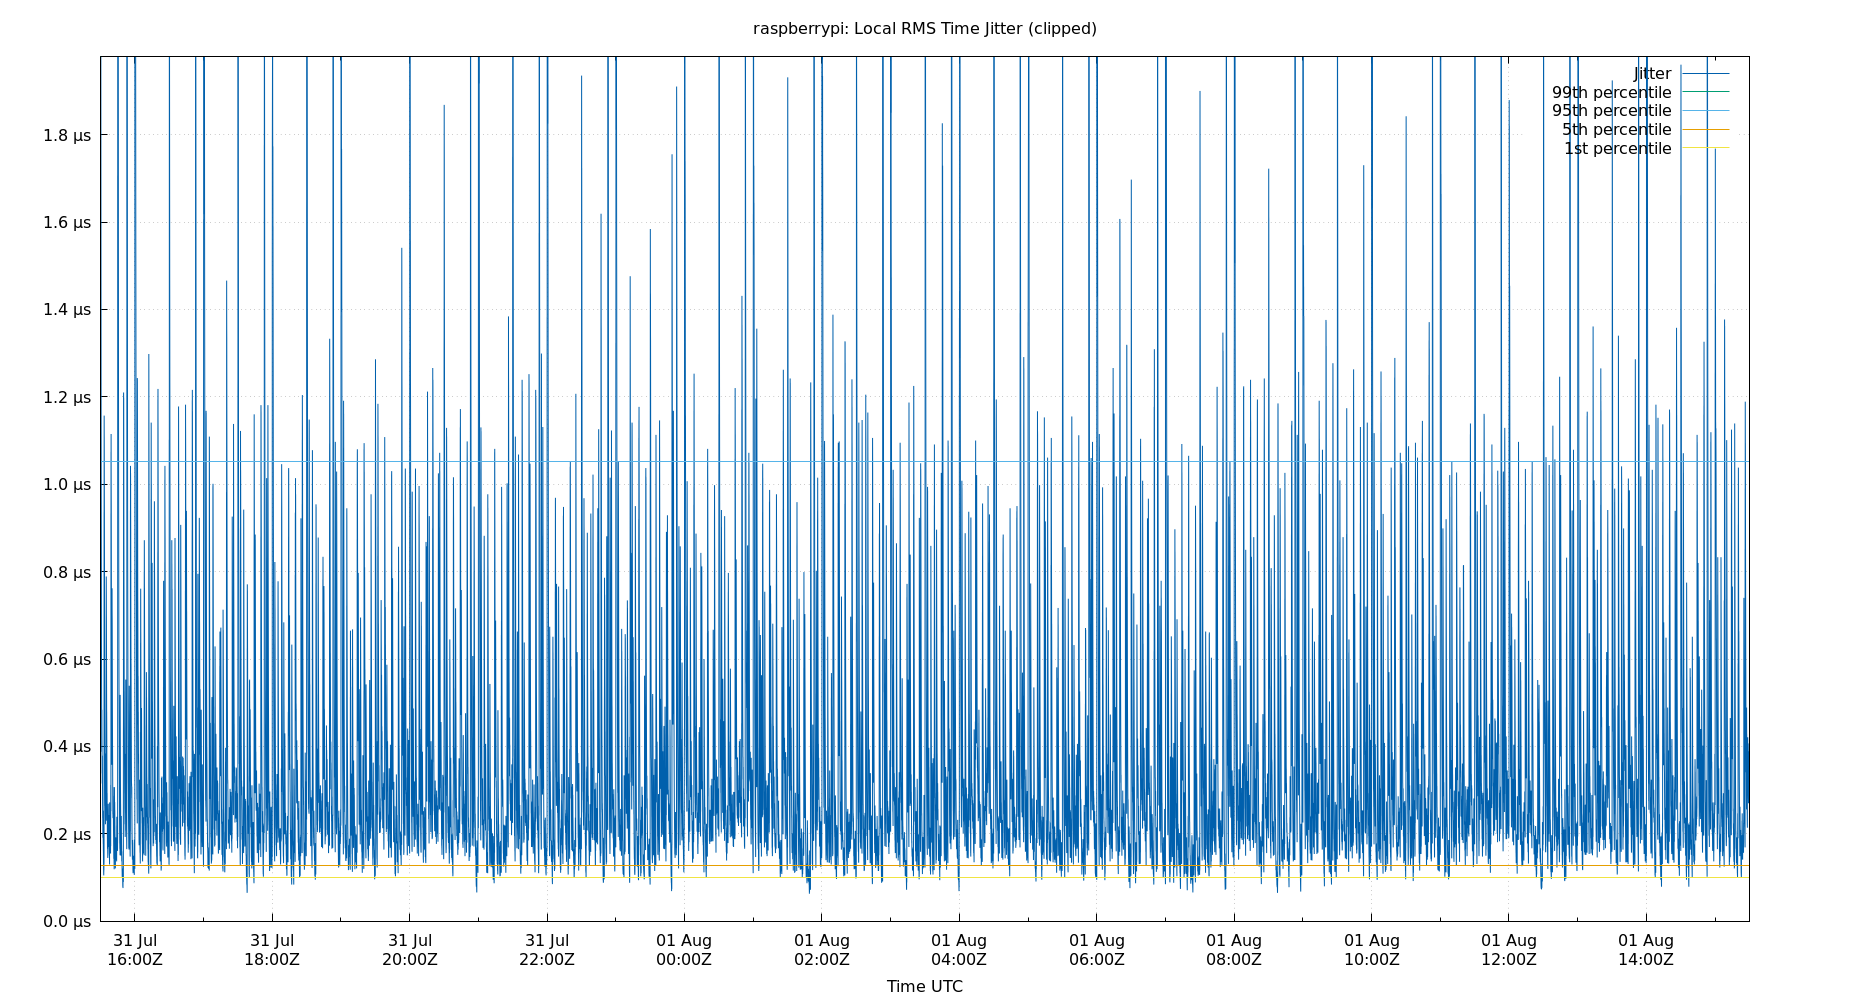 raspberrypi: Local RMS Time Jitter (clipped)
Jitter
99th percentile
95th percentile
5th percentile
1st percentile
1.8 µs
1.6 µs
1.4 µs
1.2 µs
1.0 µs
0.8 µs
0.6 µs
0.4 µs
0.2 µs
0.0 µs
31 Jul 31 Jul 31 Jul 31 Jul 01 Aug 01 Aug 01 Aug 01 Aug 01 Aug 01 Aug 01 Aug 01 Aug
16:00Z 18:00Z 20:00Z 22:00Z 00:00Z 02:00Z 04:00Z 06:00Z 08:00Z 10:00Z 12:00Z 14:00Z
Time UTC